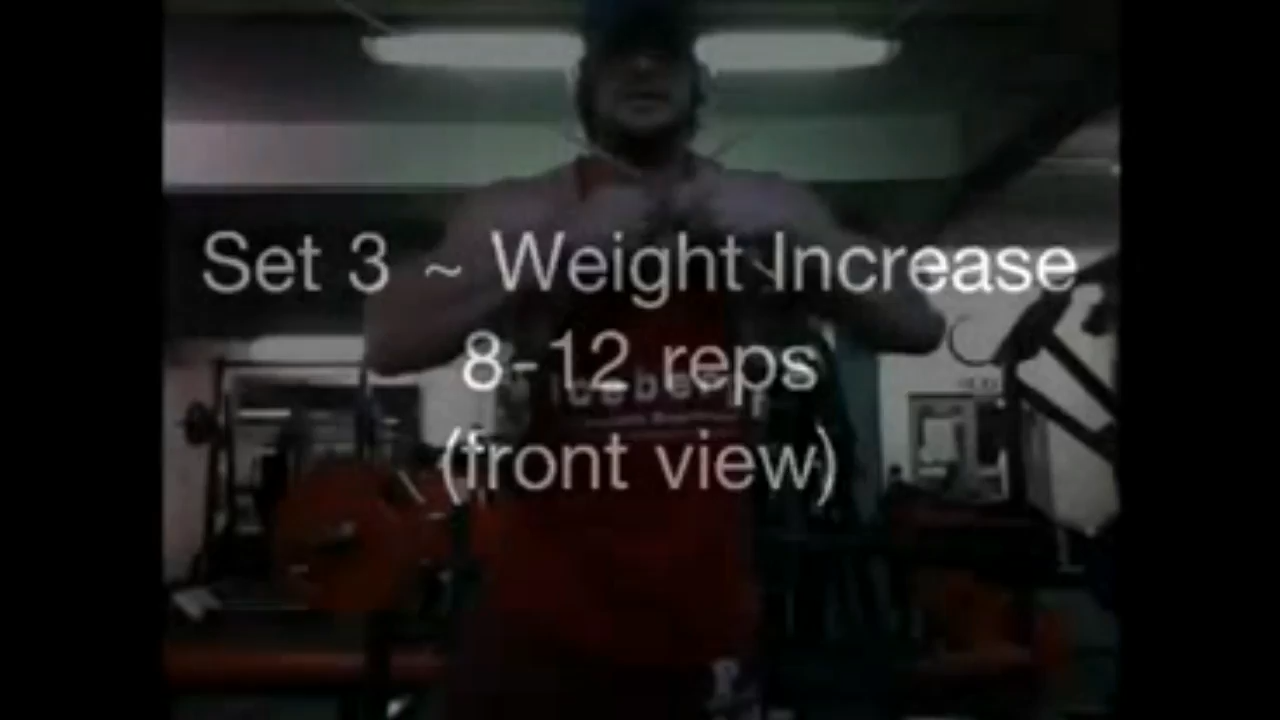 Set 3 ~ Weight Increase
8-12 reps
(front view)